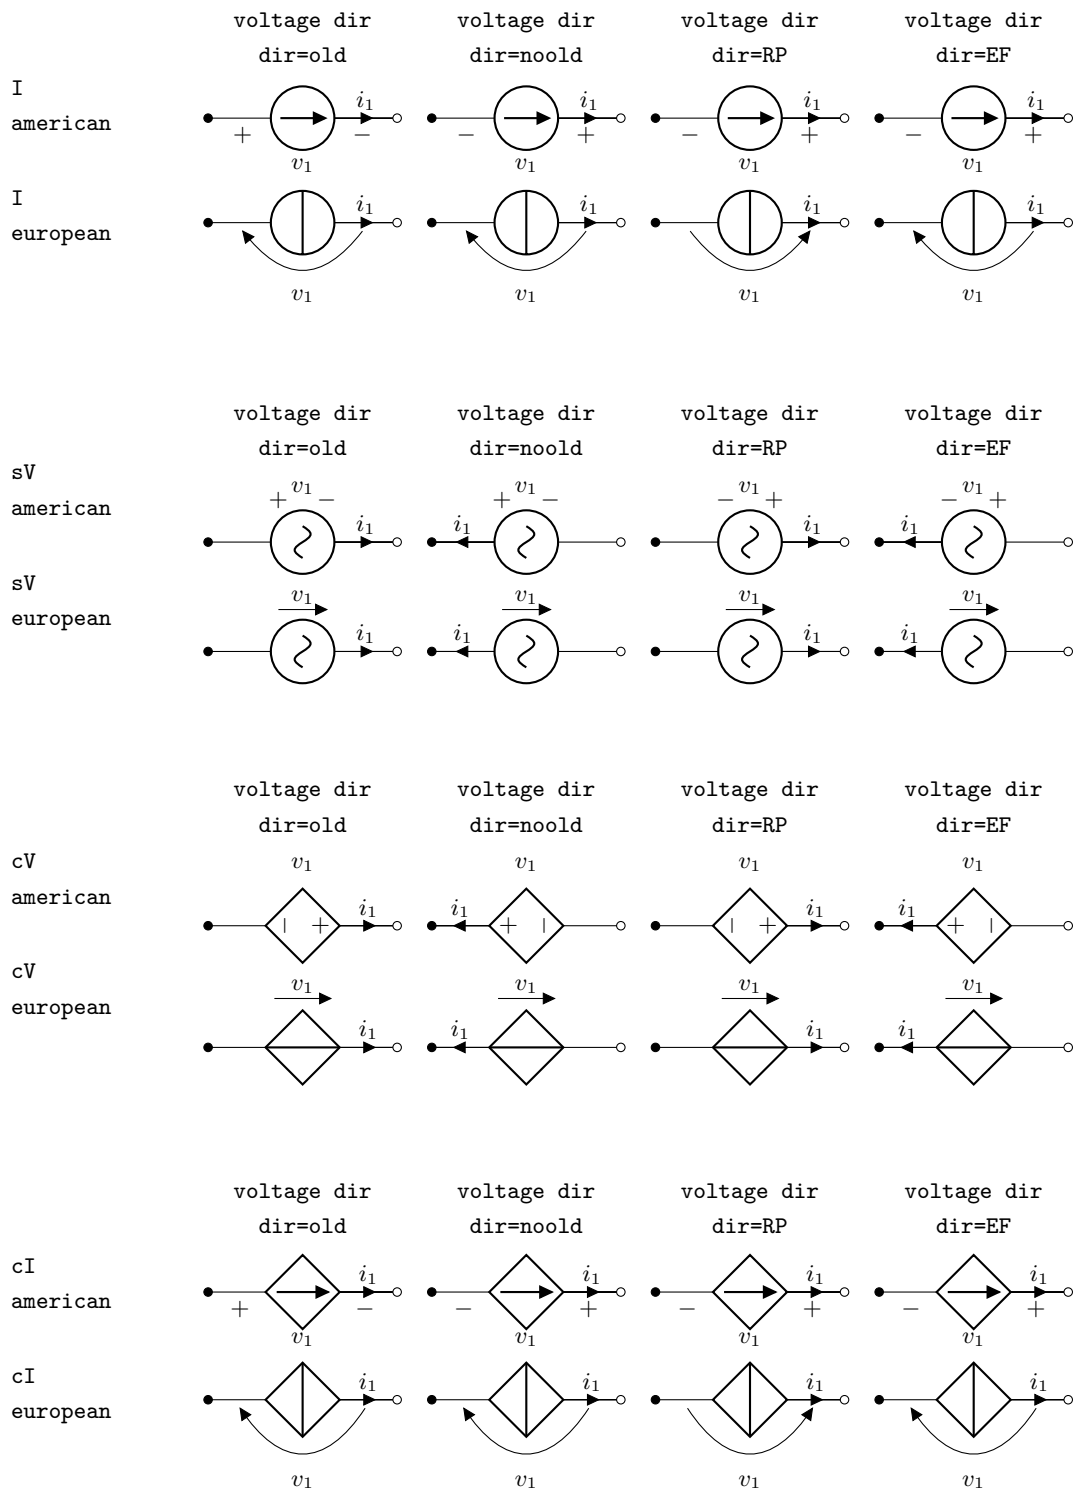 voltage dir voltage dir voltage dir voltage dir
dir=old dir=noold dir=RP dir=EF
I
american
i₁ i₁ i₁ i₁
+ − − + − + − +
v₁ v₁ v₁ v₁
I
european
i₁ i₁ i₁ i₁
v₁ v₁ v₁ v₁
voltage dir voltage dir voltage dir voltage dir
dir=old dir=noold dir=RP dir=EF
sV
american
+ v₁ − + v₁ − − v₁ + − v₁ +
i₁ i₁ i₁ i₁
sV
european
v₁ v₁ v₁ v₁
i₁ i₁ i₁ i₁
voltage dir voltage dir voltage dir voltage dir
dir=old dir=noold dir=RP dir=EF
cV
american
v₁ v₁ v₁ v₁
i₁ i₁ i₁ i₁
− + + − − + + −
cV
european
v₁ v₁ v₁ v₁
i₁ i₁ i₁ i₁
voltage dir voltage dir voltage dir voltage dir
dir=old dir=noold dir=RP dir=EF
cI
american
i₁ i₁ i₁ i₁
+ − − + − + − +
v₁ v₁ v₁ v₁
cI
european
i₁ i₁ i₁ i₁
v₁ v₁ v₁ v₁